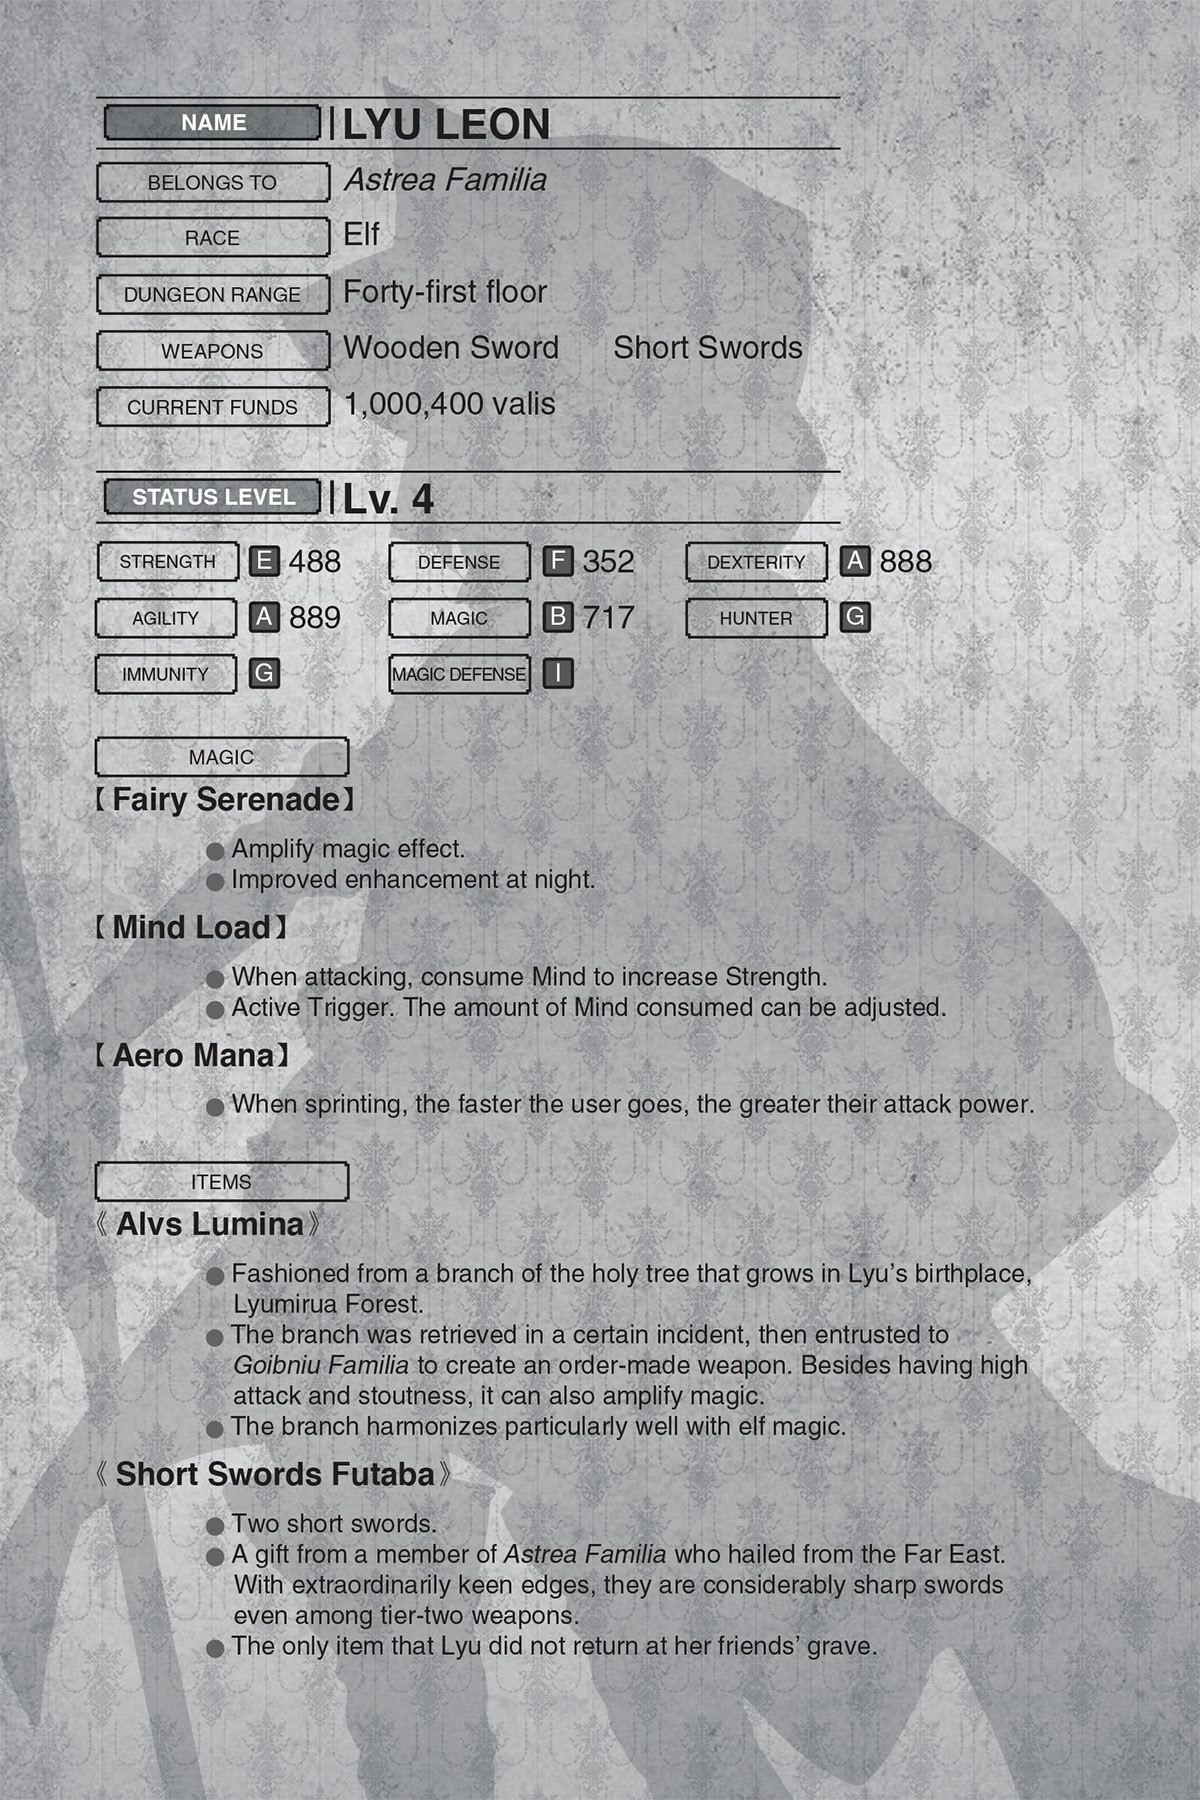 NAME LYU LEON
BELONGS TO Astrea Familia
RACE Elf
DUNGEON RANGE Forty-first floor
WEAPONS Wooden Sword Short Swords
CURRENT FUNDS 1,000,400 valis
STATUS LEVEL Lv. 4
STRENGTH E 488 DEFENSE F 352 DEXTERITY A 888
AGILITY A 889 MAGIC B 717 HUNTER G
IMMUNITY G MAGIC DEFENSE I
MAGIC
【Fairy Serenade】
● Amplify magic effect.
● Improved enhancement at night.
【Mind Load】
● When attacking, consume Mind to increase Strength.
● Active Trigger. The amount of Mind consumed can be adjusted.
【Aero Mana】
● When sprinting, the faster the user goes, the greater their attack power.
ITEMS
《Alvs Lumina》
● Fashioned from a branch of the holy tree that grows in Lyu’s birthplace,
Lyumirua Forest.
● The branch was retrieved in a certain incident, then entrusted to
Goibniu Familia to create an order-made weapon. Besides having high
attack and stoutness, it can also amplify magic.
● The branch harmonizes particularly well with elf magic.
《Short Swords Futaba》
● Two short swords.
● A gift from a member of Astrea Familia who hailed from the Far East.
With extraordinarily keen edges, they are considerably sharp swords
even among tier-two weapons.
● The only item that Lyu did not return at her friends’ grave.